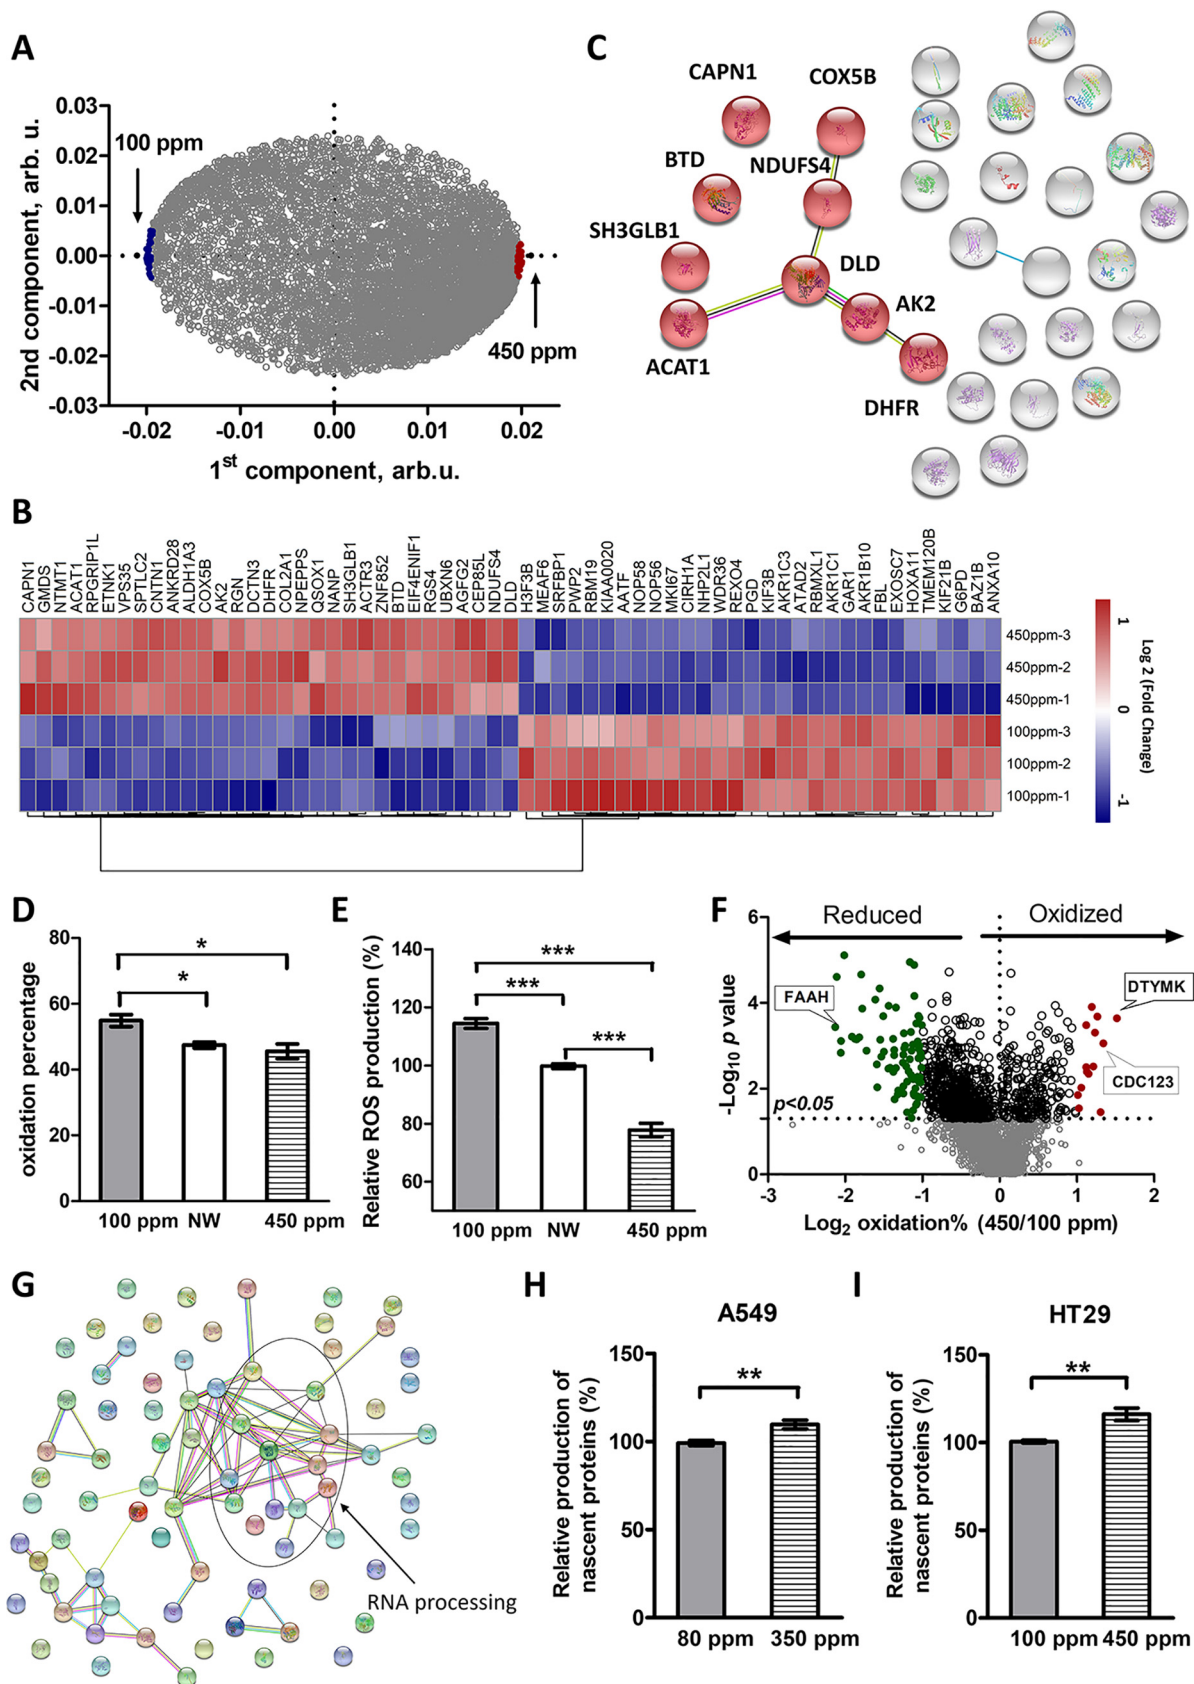 A
2nd component, arb. u.
0.03
0.02
0.01
0.00
-0.01
-0.02
-0.03
100 ppm
450 ppm
-0.02
-0.01
0.00
0.01
0.02
1st component, arb.u.
C
CAPN1
COX5B
BTD
NDUFS4
SH3GLB1
DLD
AK2
ACAT1
DHFR
B
CAPN1
GMDS
NTMT1
ACAT1
RPGRIP1L
ETNK1
VPS35
SPTLC2
CNTN1
ANKRD28
ALDH1A3
COX5B
AK2
RGN
DCTN3
DHFR
COL2A1
NPEPPS
QSOX1
NANP
SH3GLB1
ACTR3
ZNF852
BTD
EIF4ENIF1
RGS4
UBXN6
AGFG2
CEP85L
NDUFS4
DLD
H3F3B
MEAF6
SRFBP1
PWP2
RBM19
KIAA0020
AATF
NOP58
NOP56
MKI67
CIRH1A
NHP2L1
WDR36
REXO4
PGD
KIF3B
AKR1C3
ATAD2
RBMXL1
AKR1C1
GAR1
AKR1B10
FBL
EXOSC7
HOXA11
TMEM120B
KIF21B
G6PD
BAZ1B
ANXA10
450ppm-3
450ppm-2
450ppm-1
100ppm-3
100ppm-2
100ppm-1
1
0
-1
Log 2 (Fold Change)
D
oxidation percentage
80
60
40
20
0
*
*
100 ppm NW 450 ppm
E
Relative ROS production (%)
140
120
100
80
60
***
***
***
100 ppm NW 450 ppm
F
Reduced
Oxidized
-Log10 p value
6
4
2
0
FAAH
DTYMK
CDC123
p<0.05
-3
-2
-1
0
1
2
Log2 oxidation% (450/100 ppm)
G
RNA processing
H
A549
Relative production of
nascent proteins (%)
150
100
50
0
**
80 ppm 350 ppm
I
HT29
Relative production of
nascent proteins (%)
150
100
50
0
**
100 ppm 450 ppm